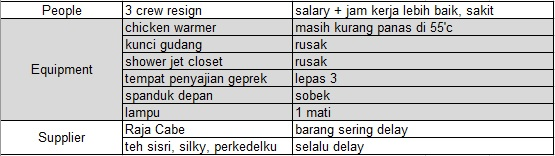 People 3 crew resign salary + jam kerja lebih baik, sakit
Equipment chicken warmer masih kurang panas di 55'c
kunci gudang rusak
shower jet closet rusak
tempat penyajian geprek lepas 3
spanduk depan sobek
lampu 1 mati
Supplier Raja Cabe barang sering delay
teh sisri, silky, perkedelku selalu delay